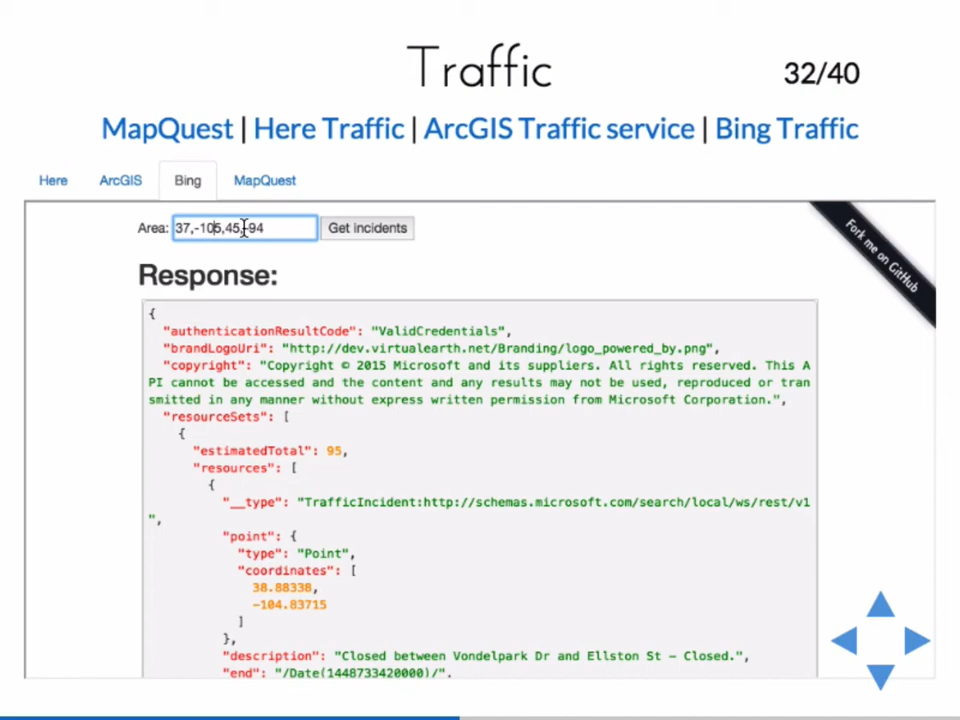 Traffic
32/40
MapQuest | Here Traffic | ArcGIS Traffic service | Bing Traffic
Here ArcGIS Bing MapQuest
Area: 37,-105,45,-94 Get incidents
Fork me on GitHub
Response:
{
"authenticationResultCode": "ValidCredentials",
"brandLogoUri": "http://dev.virtualearth.net/Branding/logo_powered_by.png",
"copyright": "Copyright © 2015 Microsoft and its suppliers. All rights reserved. This A
PI cannot be accessed and the content and any results may not be used, reproduced or tran
smitted in any manner without express written permission from Microsoft Corporation.",
"resourceSets": [
{
"estimatedTotal": 95,
"resources": [
{
"__type": "TrafficIncident:http://schemas.microsoft.com/search/local/ws/rest/v1
",
"point": {
"type": "Point",
"coordinates": [
38.88338,
-104.83715
]
},
"description": "Closed between Vondelpark Dr and Ellston St - Closed.",
"end": "/Date(1448733420000)/",